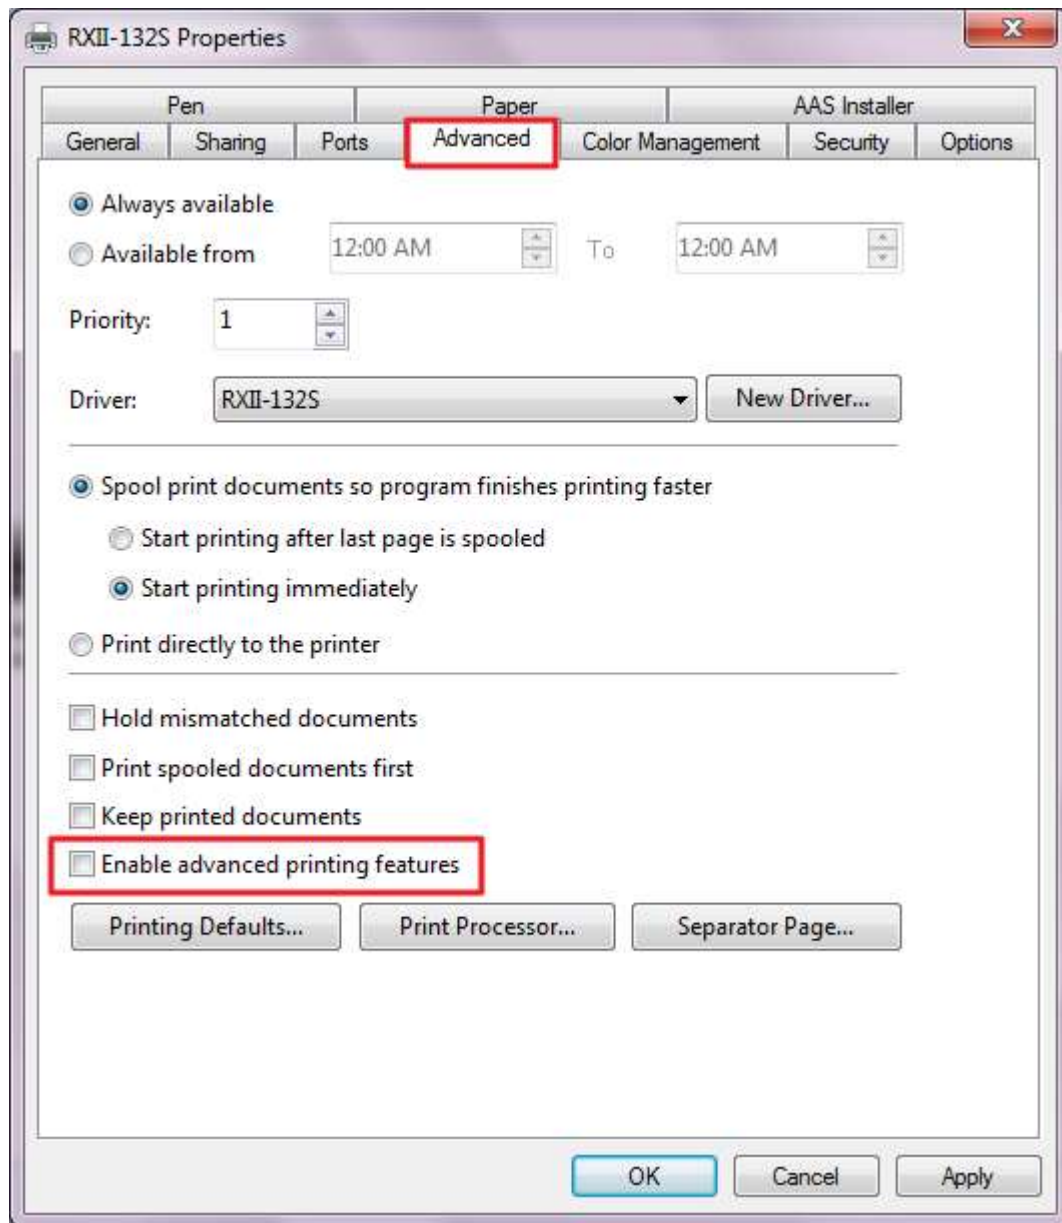 RXII-132S Properties
Pen Paper AAS Installer
General Sharing Ports Advanced Color Management Security Options
Always available
Available from 12:00 AM To 12:00 AM
Priority: 1
Driver: RXII-132S New Driver...
Spool print documents so program finishes printing faster
Start printing after last page is spooled
Start printing immediately
Print directly to the printer
Hold mismatched documents
Print spooled documents first
Keep printed documents
Enable advanced printing features
Printing Defaults... Print Processor... Separator Page...
OK Cancel Apply